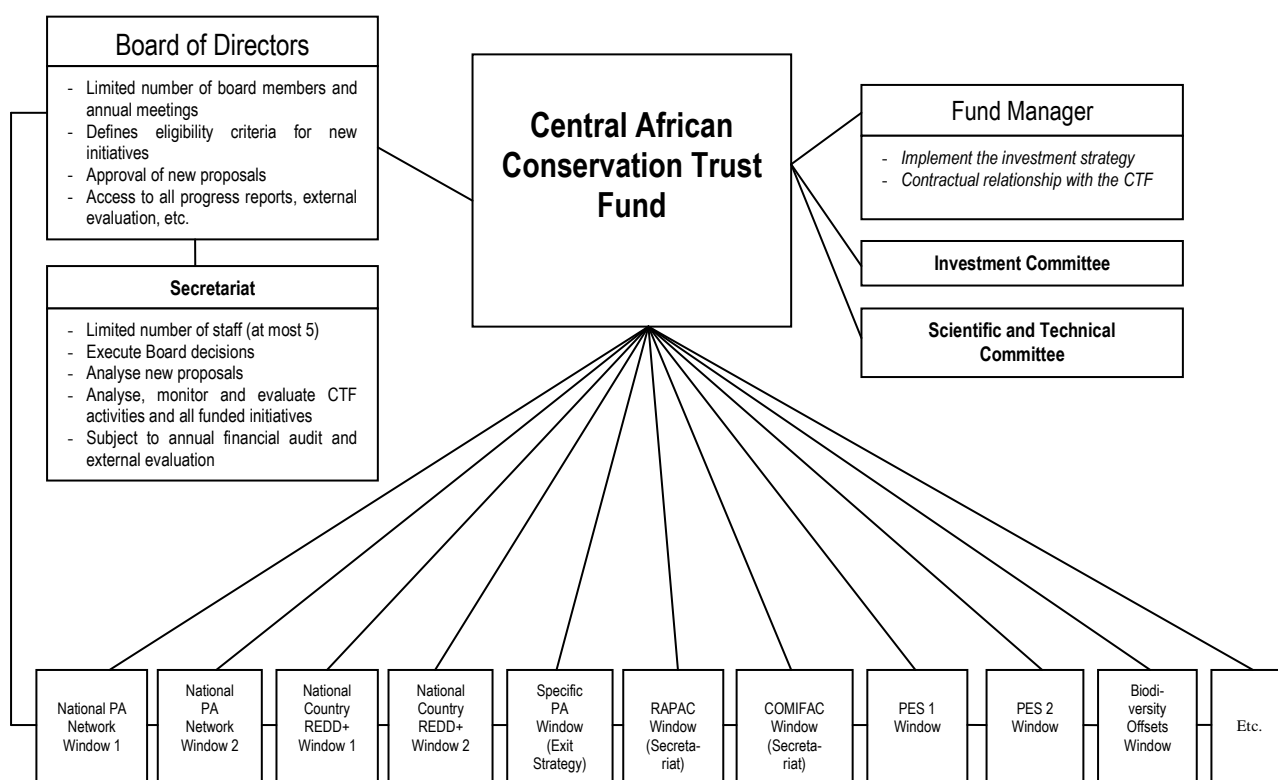 Board of Directors
- Limited number of board members and
annual meetings
- Defines eligibility criteria for new
initiatives
- Approval of new proposals
- Access to all progress reports, external
evaluation, etc.
Secretariat
- Limited number of staff (at most 5)
- Execute Board decisions
- Analyse new proposals
- Analyse, monitor and evaluate CTF
activities and all funded initiatives
- Subject to annual financial audit and
external evaluation
Central African
Conservation Trust
Fund
Fund Manager
- Implement the investment strategy
- Contractual relationship with the CTF
Investment Committee
Scientific and Technical
Committee
National PA
Network
Window 1
National
PA
Network
Window 2
National
Country
REDD+
Window 1
National
Country
REDD+
Window 2
Specific
PA
Window
(Exit
Strategy)
RAPAC
Window
(Secreta-
riat)
COMIFAC
Window
(Secreta-
riat)
PES 1
Window
PES 2
Window
Biodi-
versity
Offsets
Window
Etc.